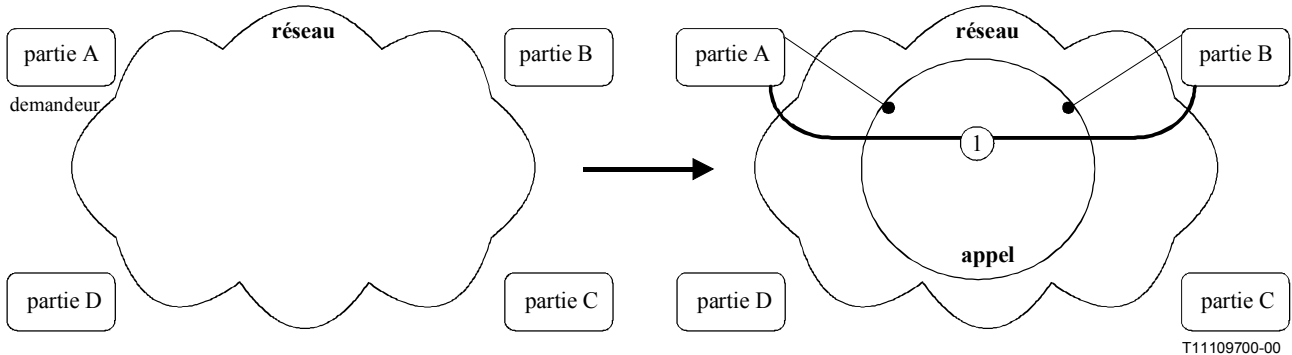 réseau
partie A
partie B
demandeur
partie D
partie C
réseau
partie A
partie B
1
appel
partie D
partie C
T11109700-00